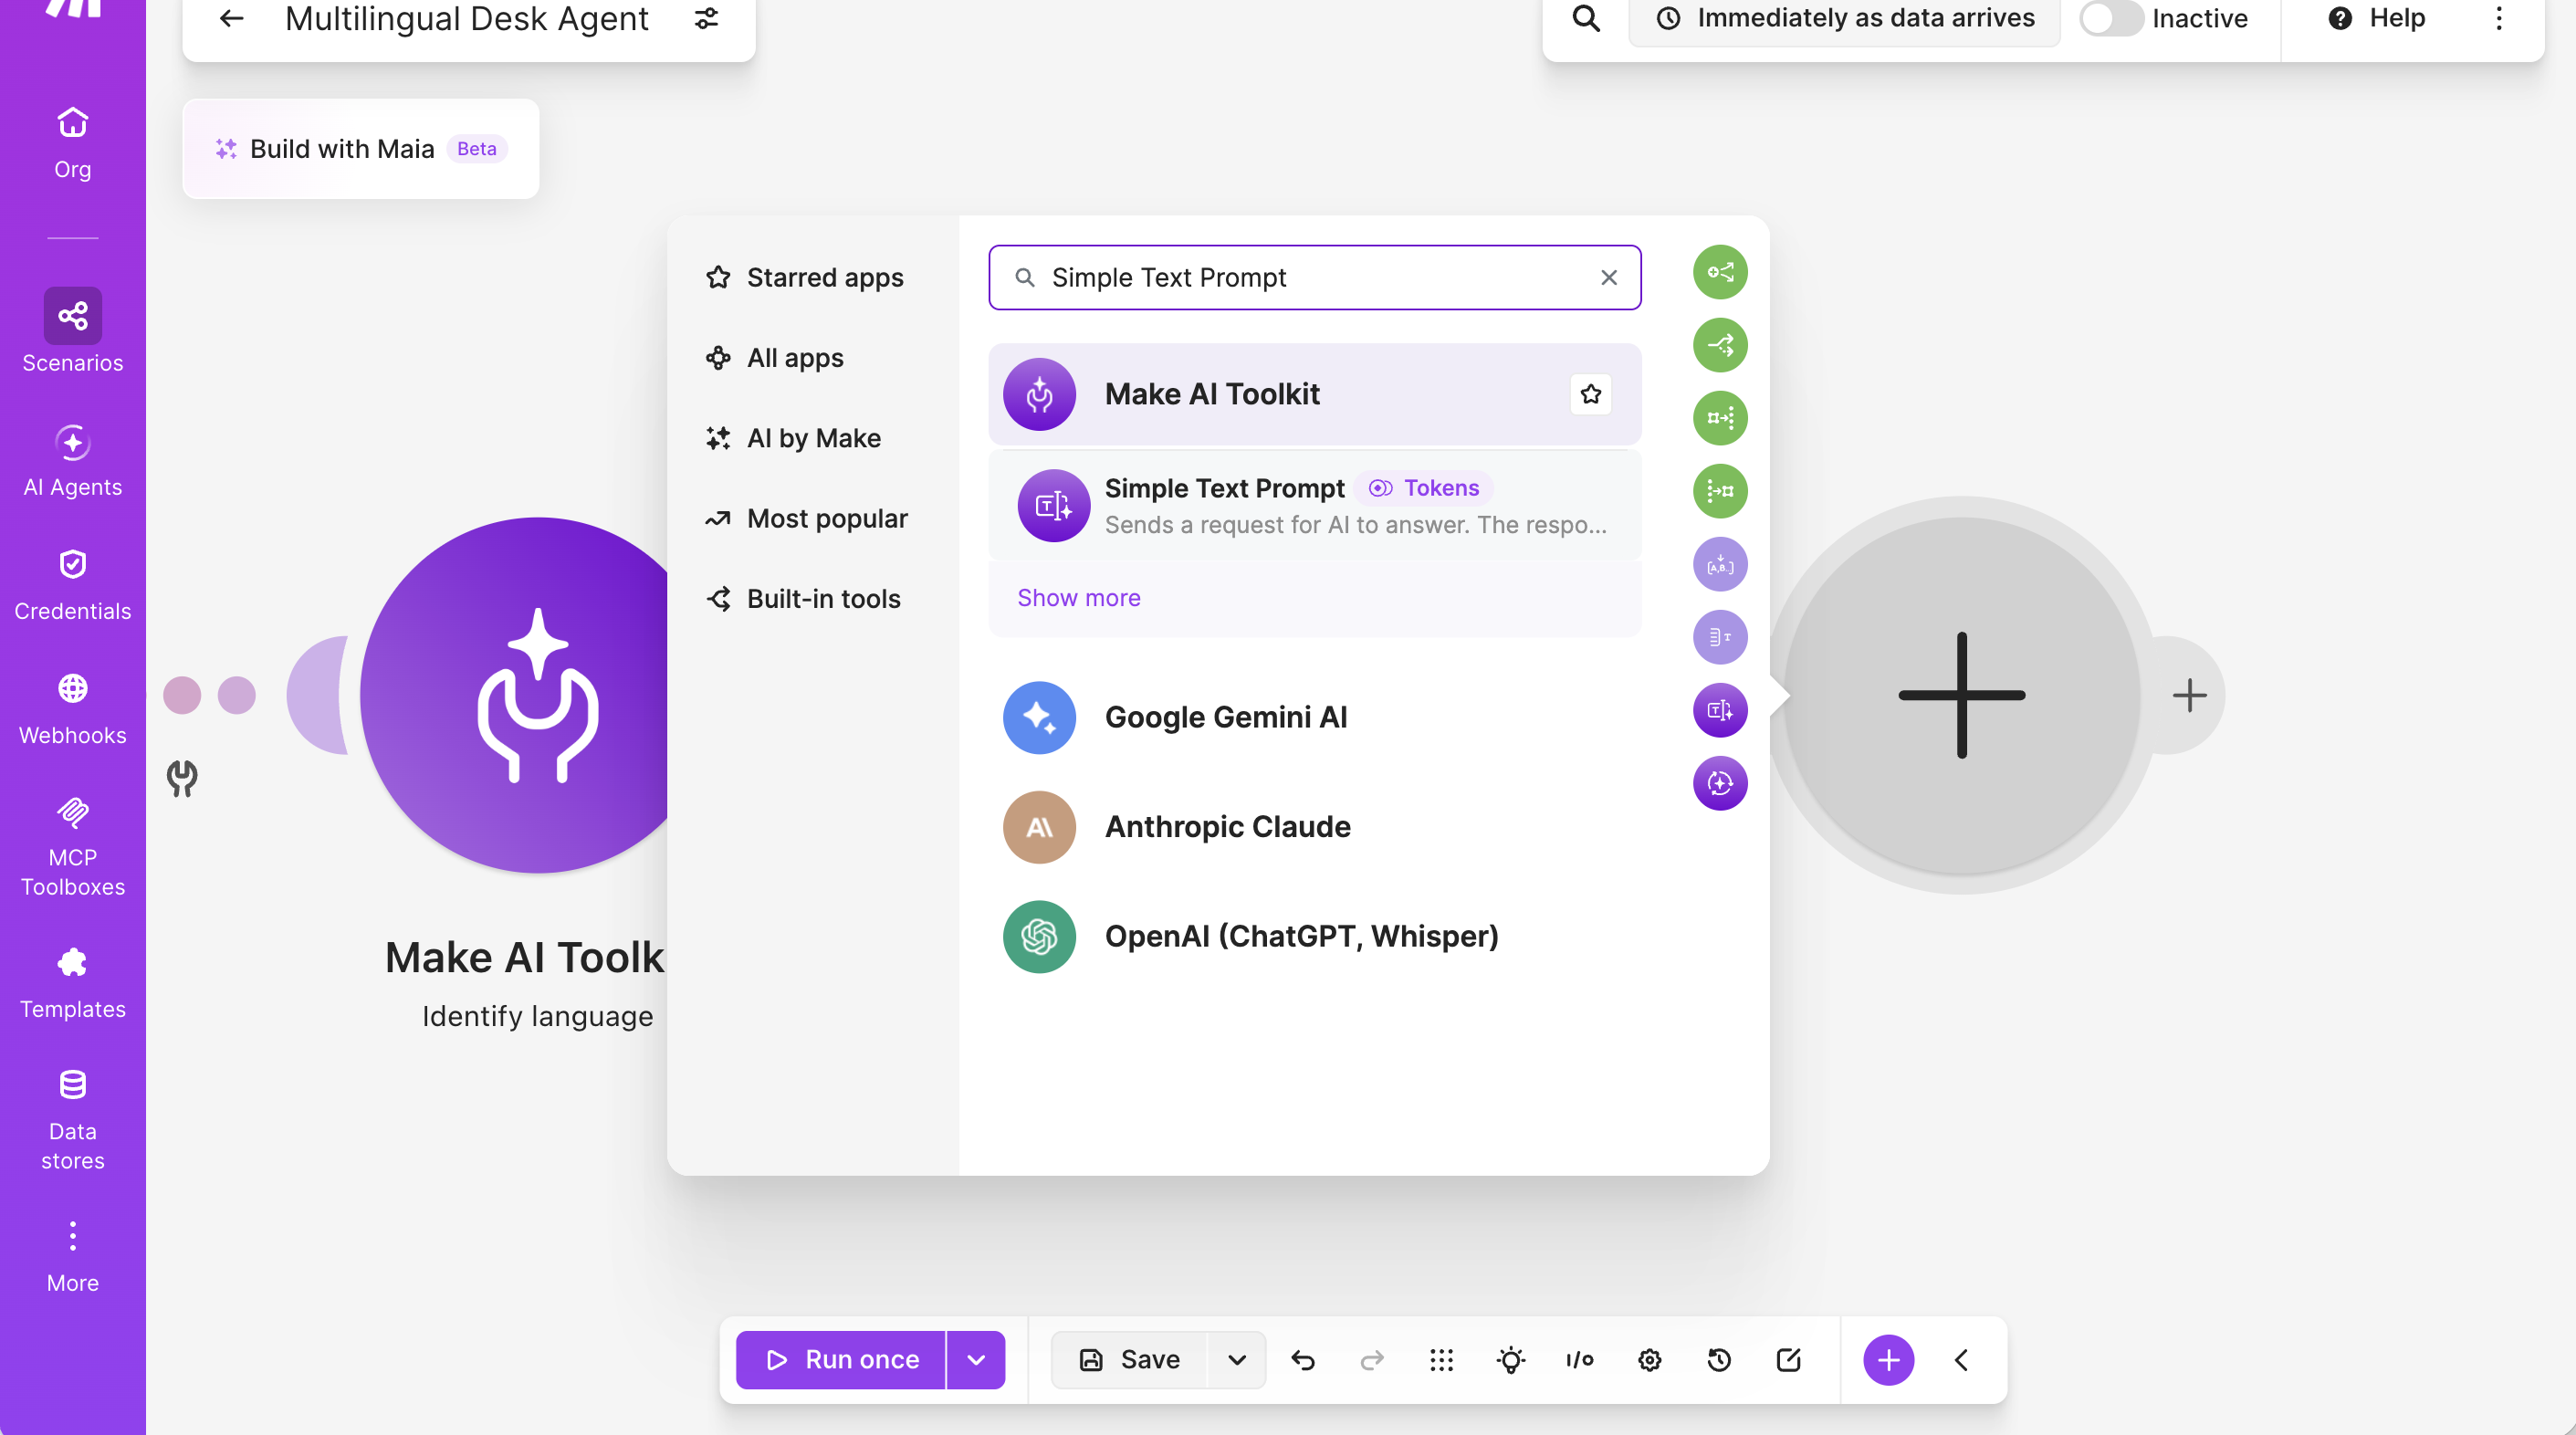 Multilingual Desk Agent
Immediately as data arrives
Inactive
Help
Build with Maia Beta
Org
Scenarios
AI Agents
Credentials
Webhooks
MCP
Toolboxes
Templates
Data
stores
More
Make AI Toolk
Identify language
Starred apps
All apps
AI by Make
Most popular
Built-in tools
Simple Text Prompt
Make AI Toolkit
Simple Text Prompt Tokens
Sends a request for AI to answer. The respo...
Show more
Google Gemini AI
Anthropic Claude
OpenAI (ChatGPT, Whisper)
Run once
Save